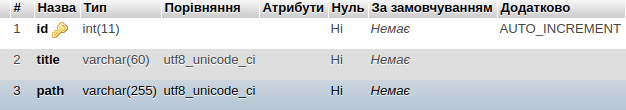 # Назва Тип Порівняння Атрибути Нуль За замовчуванням Додатково
1 id int(11) Ні Немає AUTO_INCREMENT
2 title varchar(60) utf8_unicode_ci Ні Немає
3 path varchar(255) utf8_unicode_ci Ні Немає